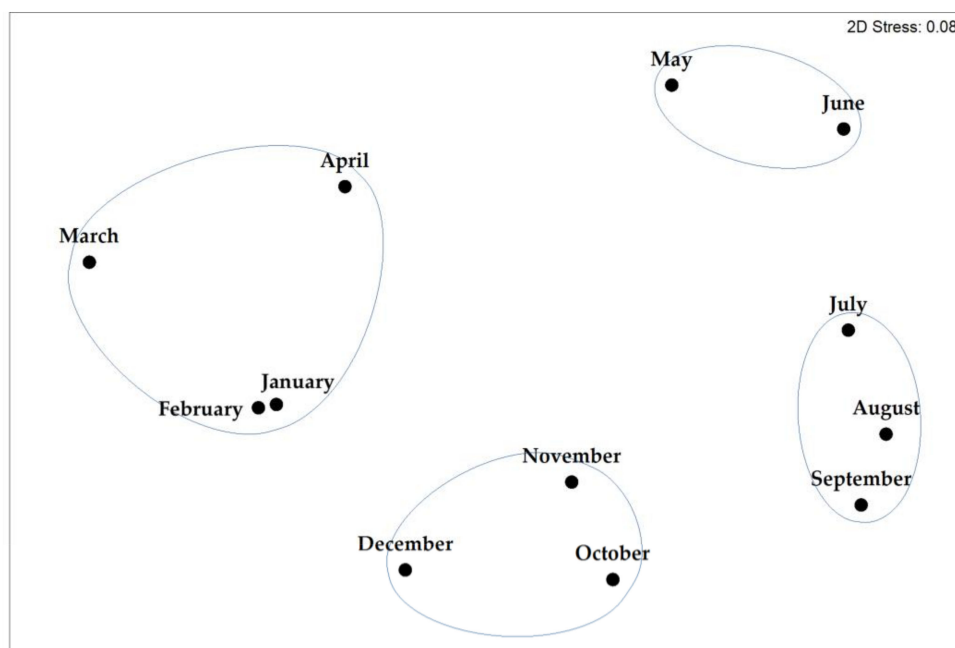 2D Stress: 0.08
May
June
April
March
July
January
February
August
November
September
December
October